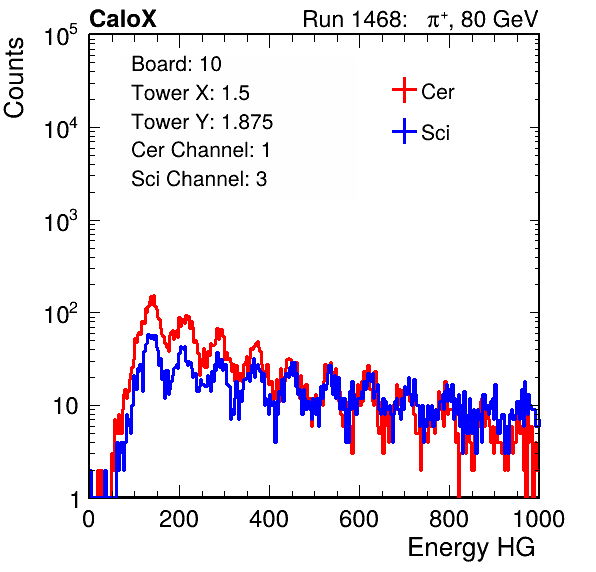 CaloX Run 1468: π⁺, 80 GeV
Counts
10⁵
10⁴
10³
10²
10
1
Board: 10
Tower X: 1.5
Tower Y: 1.875
Cer Channel: 1
Sci Channel: 3
Cer
Sci
0 200 400 600 800 1000
Energy HG